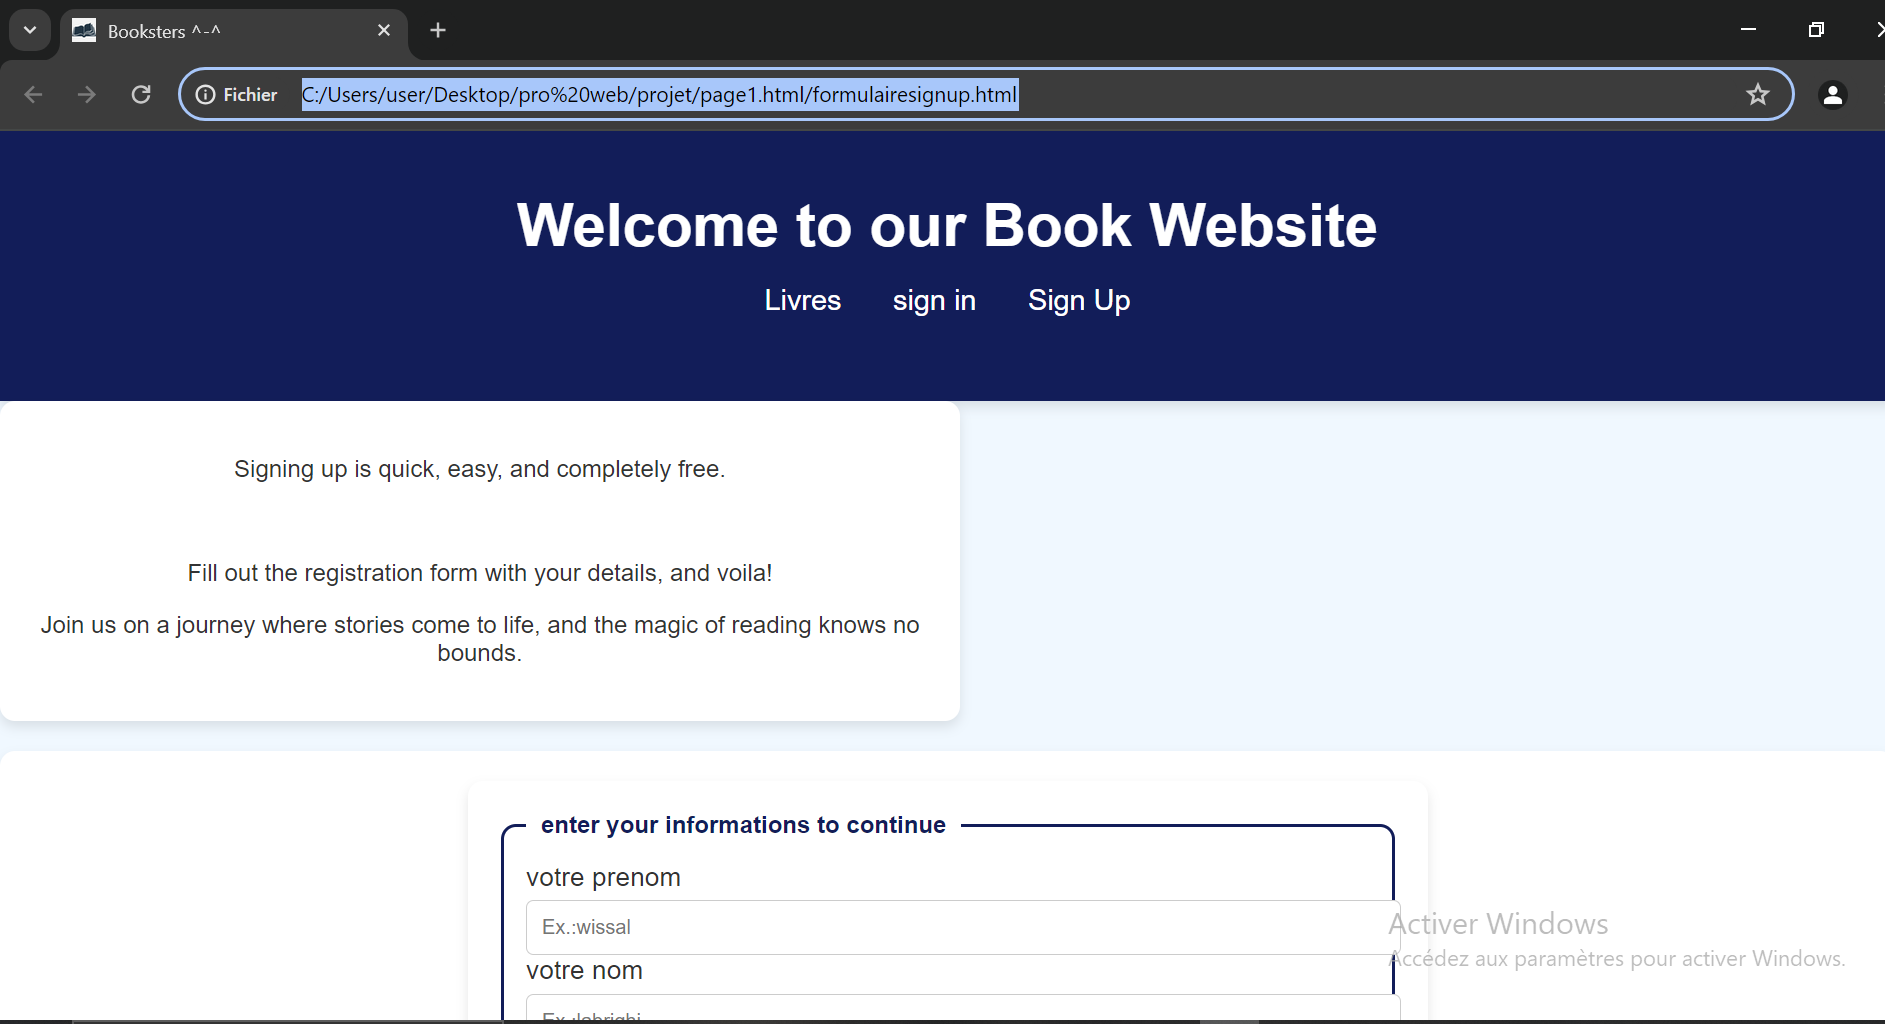 Booksters ^-^
Fichier C:/Users/user/Desktop/pro%20web/projet/page1.html/formulairesignup.html
Welcome to our Book Website
Livres sign in Sign Up
Signing up is quick, easy, and completely free.
Fill out the registration form with your details, and voila!
Join us on a journey where stories come to life, and the magic of reading knows no
bounds.
enter your informations to continue
votre prenom
Ex.:wissal
Activer Windows
Accédez aux paramètres pour activer Windows.
votre nom